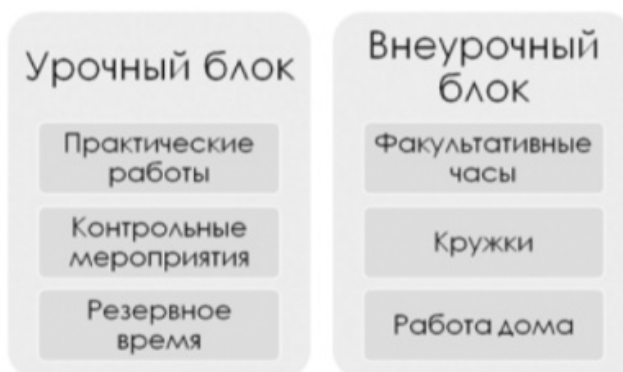 Урочный блок
Практические
работы
Контрольные
мероприятия
Резервное
время
Внеурочный
блок
Факультативные
часы
Кружки
Работа дома